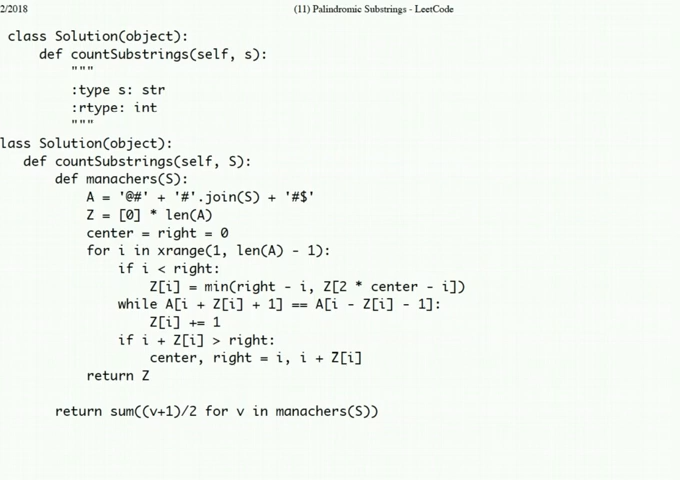 2/2018
(11) Palindromic Substrings - LeetCode
class Solution(object):
    def countSubstrings(self, s):
        """
        :type s: str
        :rtype: int
        """
lass Solution(object):
  def countSubstrings(self, S):
      def manachers(S):
          A = '@#' + '#'.join(S) + '#$'
          Z = [0] * len(A)
          center = right = 0
          for i in xrange(1, len(A) - 1):
              if i < right:
                  Z[i] = min(right - i, Z[2 * center - i])
              while A[i + Z[i] + 1] == A[i - Z[i] - 1]:
                  Z[i] += 1
              if i + Z[i] > right:
                  center, right = i, i + Z[i]
          return Z
      return sum((v+1)/2 for v in manachers(S))